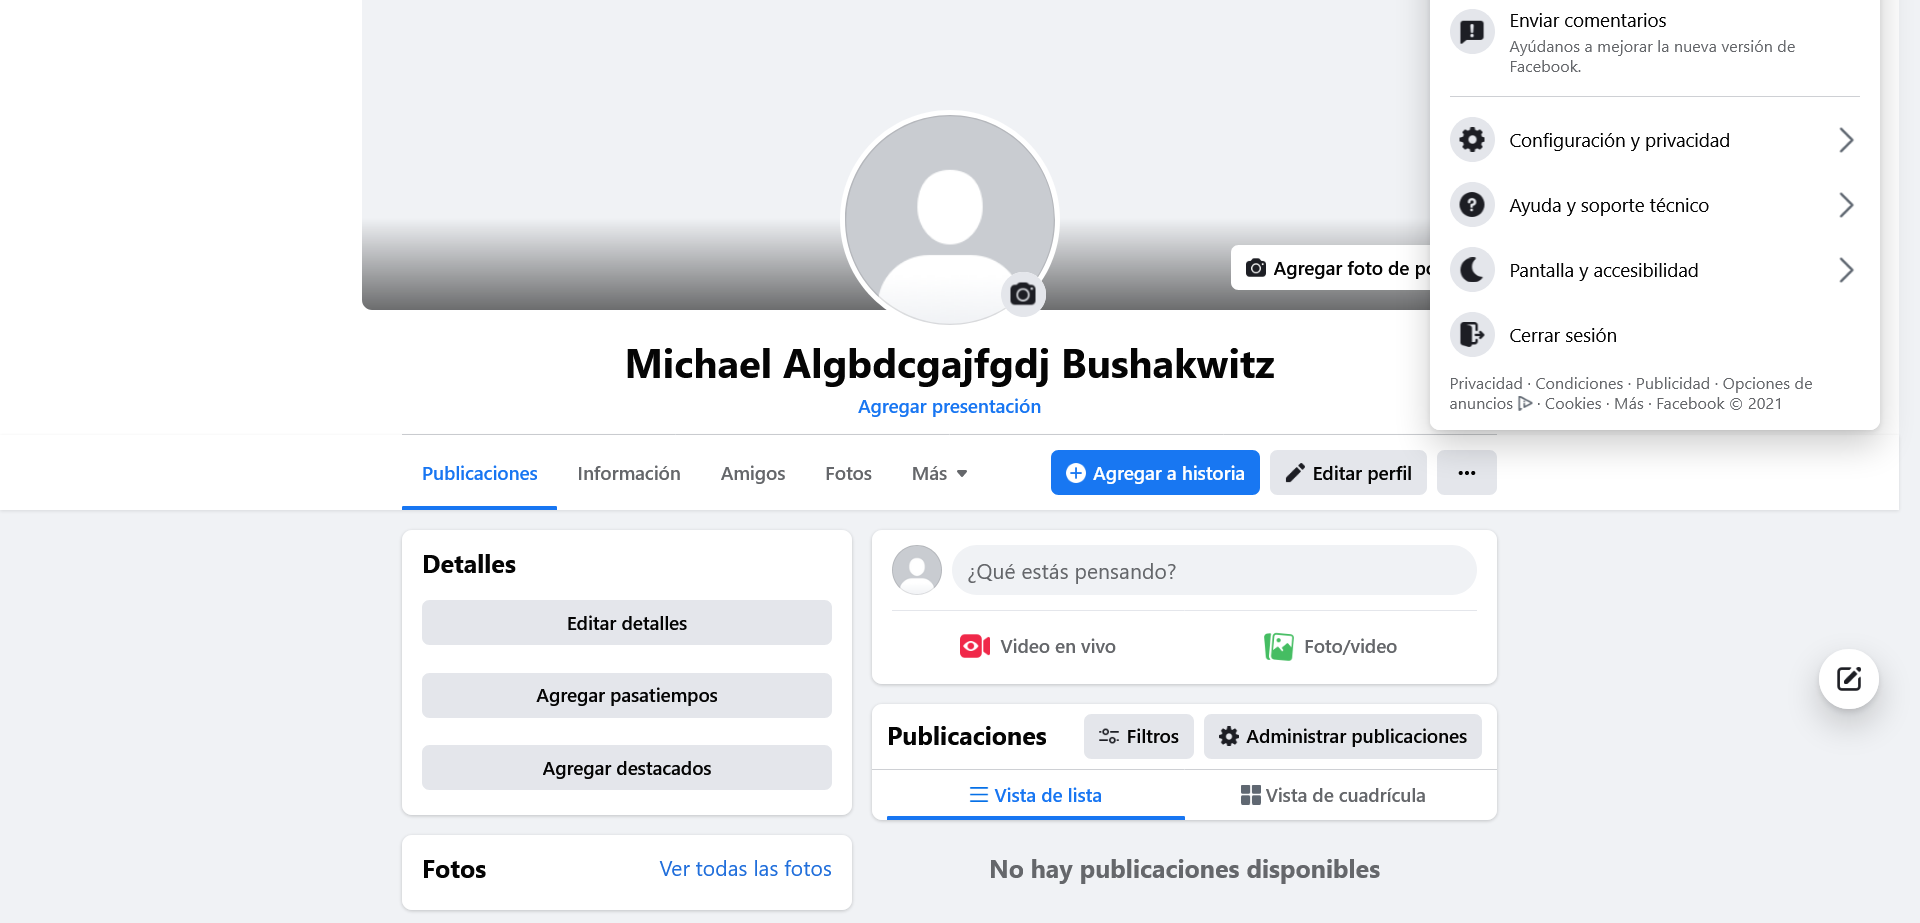 Enviar comentarios
Ayúdanos a mejorar la nueva versión de
Facebook.
Configuración y privacidad
Ayuda y soporte técnico
Pantalla y accesibilidad
Cerrar sesión
Privacidad · Condiciones · Publicidad · Opciones de
anuncios · Cookies · Más · Facebook © 2021
Agregar foto de po
Michael Algbdcgajfgdj Bushakwitz
Agregar presentación
Publicaciones
Información
Amigos
Fotos
Más
Agregar a historia
Editar perfil
Detalles
Editar detalles
Agregar pasatiempos
Agregar destacados
Fotos
Ver todas las fotos
¿Qué estás pensando?
Video en vivo
Foto/video
Publicaciones
Filtros
Administrar publicaciones
Vista de lista
Vista de cuadrícula
No hay publicaciones disponibles